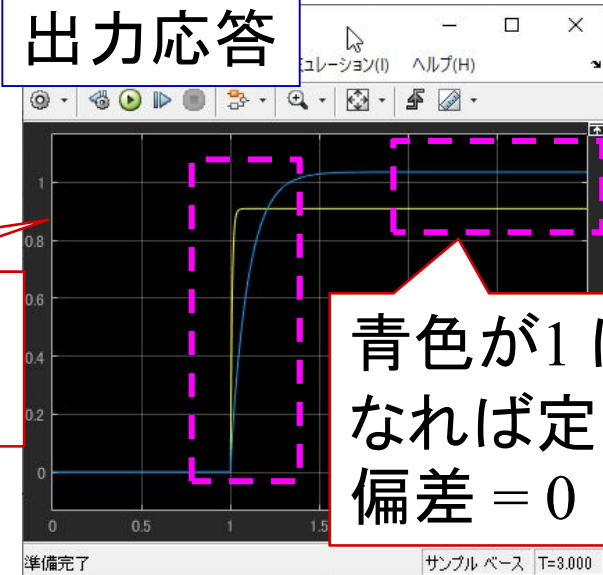 出力応答
ミュレーション(I) ヘルプ(H)
1
0.8
0.6
0.4
0.2
0
0 0.5 1 1.5
青色が1 に
なれば定
偏差 = 0
準備完了 サンプル ベース T=3.000